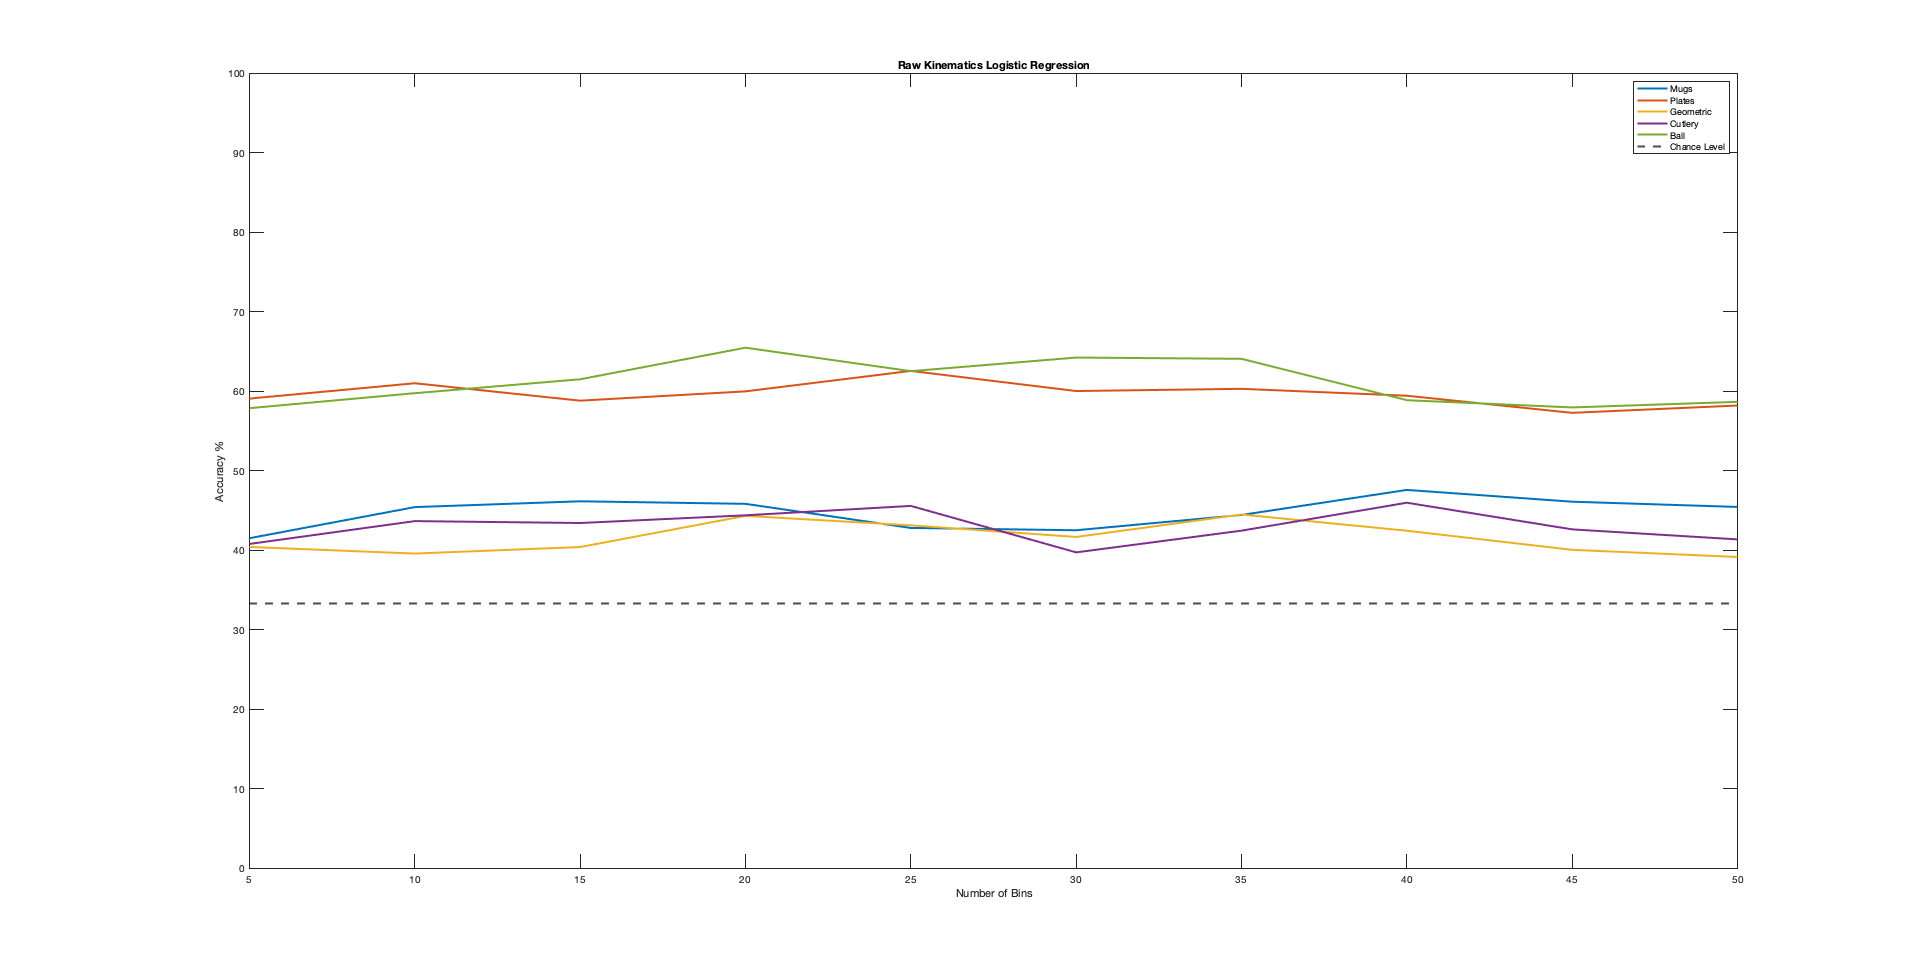 Raw Kinematics Logistic Regression
100
90
80
70
60
50
40
30
20
10
0
Accuracy %
Mugs
Plates
Geometric
Cutlery
Ball
Chance Level
5 10 15 20 25 30 35 40 45 50
Number of Bins